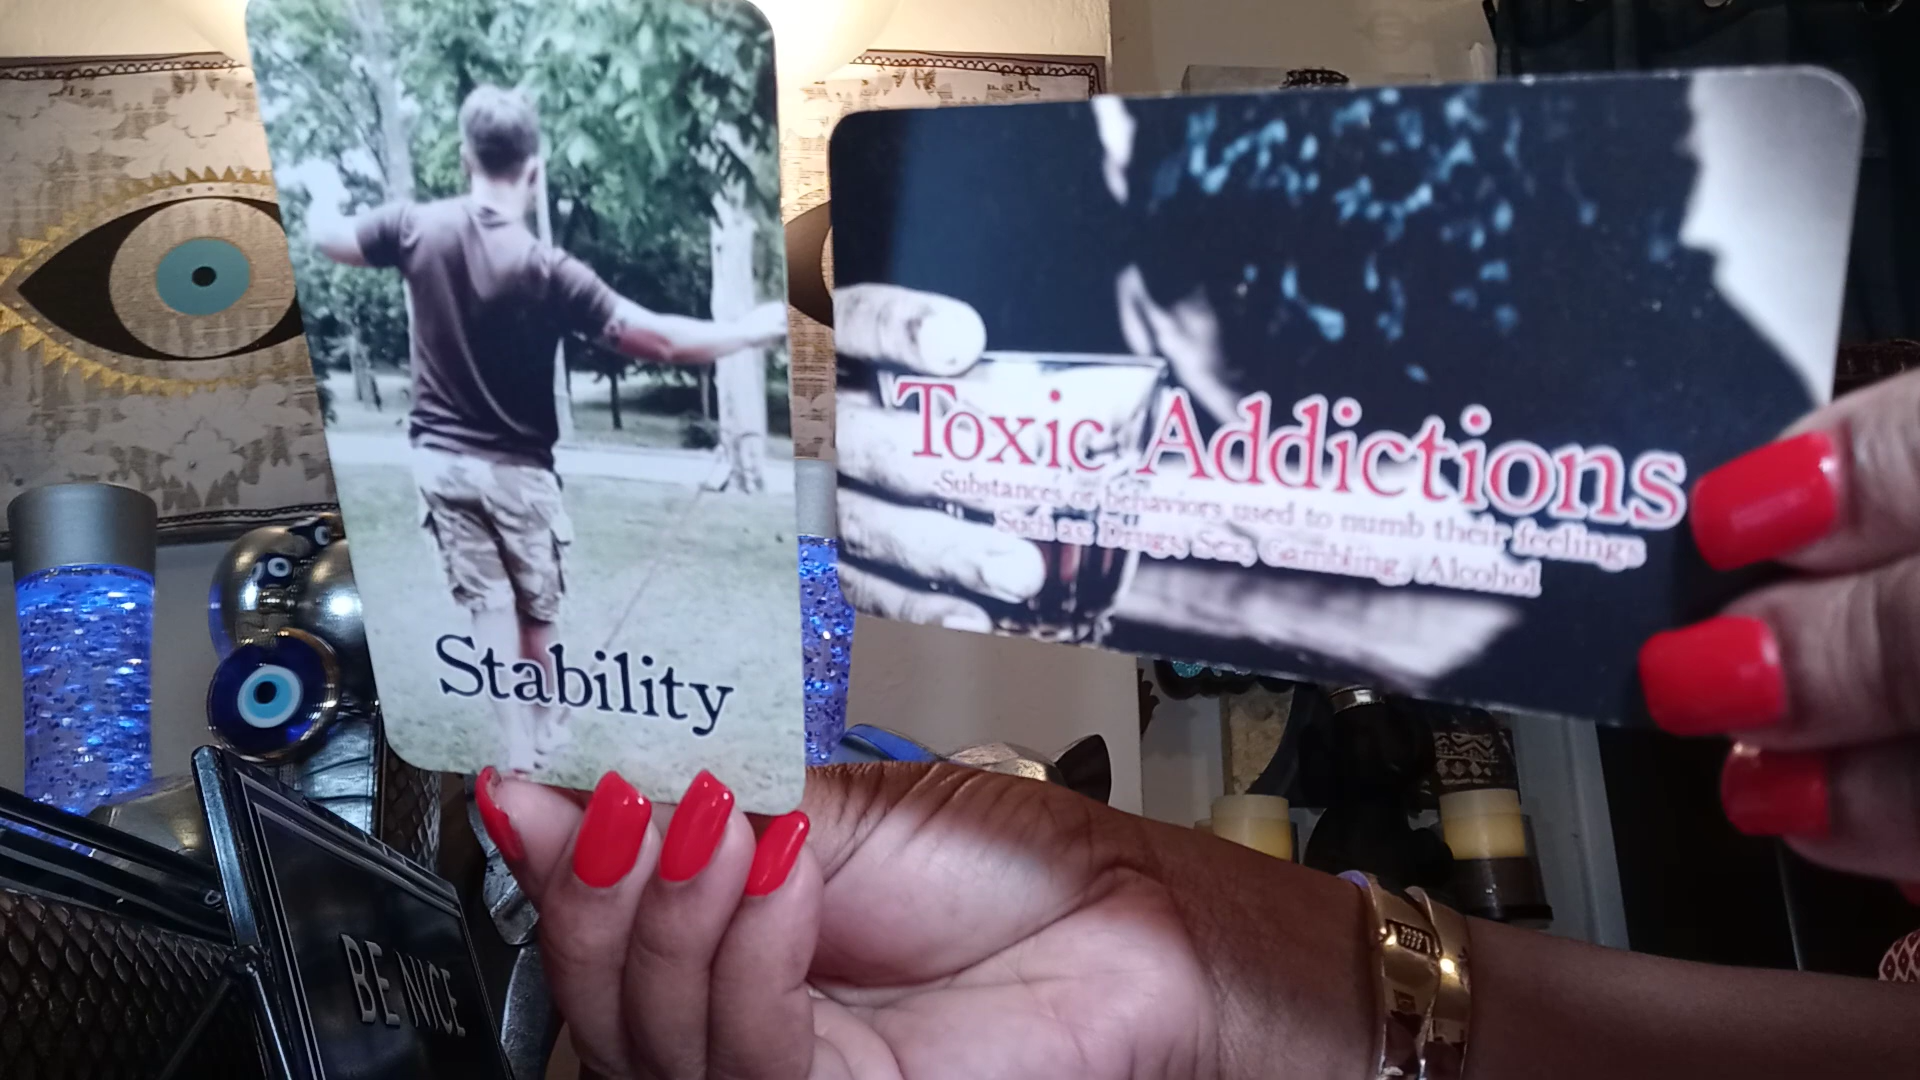 Stability
Toxic Addictions
-Substances or behaviors used to numb their feelings
Such as: Drugs, Sex, Gambling, Alcohol
BE NICE